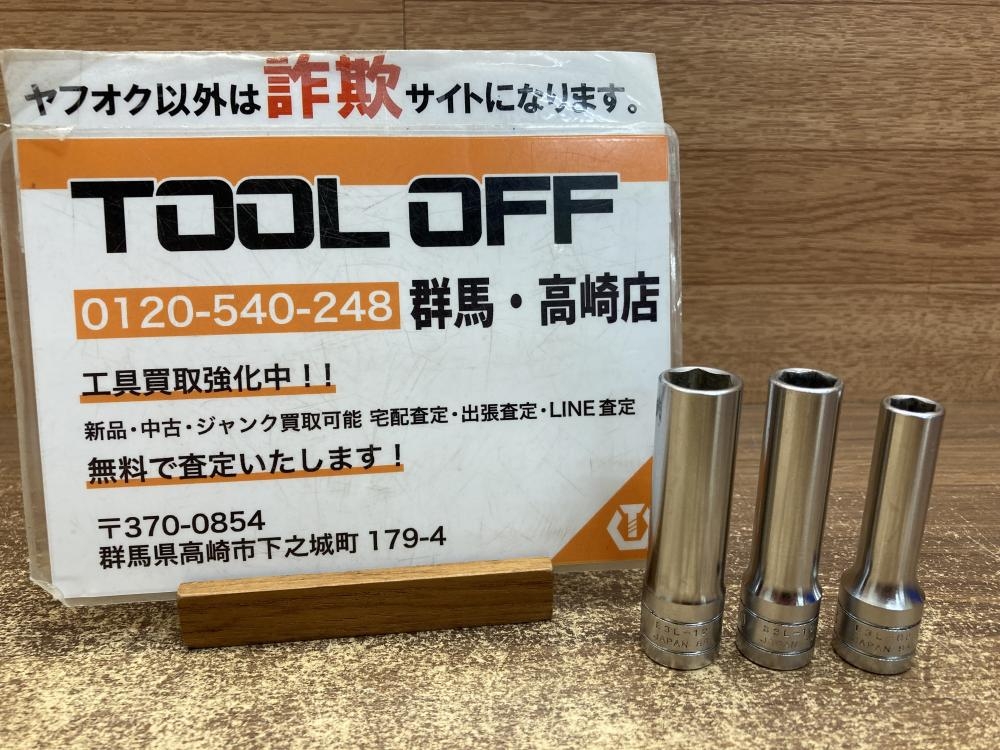 ヤフオク以外は詐欺サイトになります。
TOOL OFF
0120-540-248 群馬・高崎店
工具買取強化中！！
新品・中古・ジャンク買取可能 宅配査定・出張査定・LINE査定
無料で査定いたします！
〒370-0854
群馬県高崎市下之城町 179-4
JAPAN
JAPAN